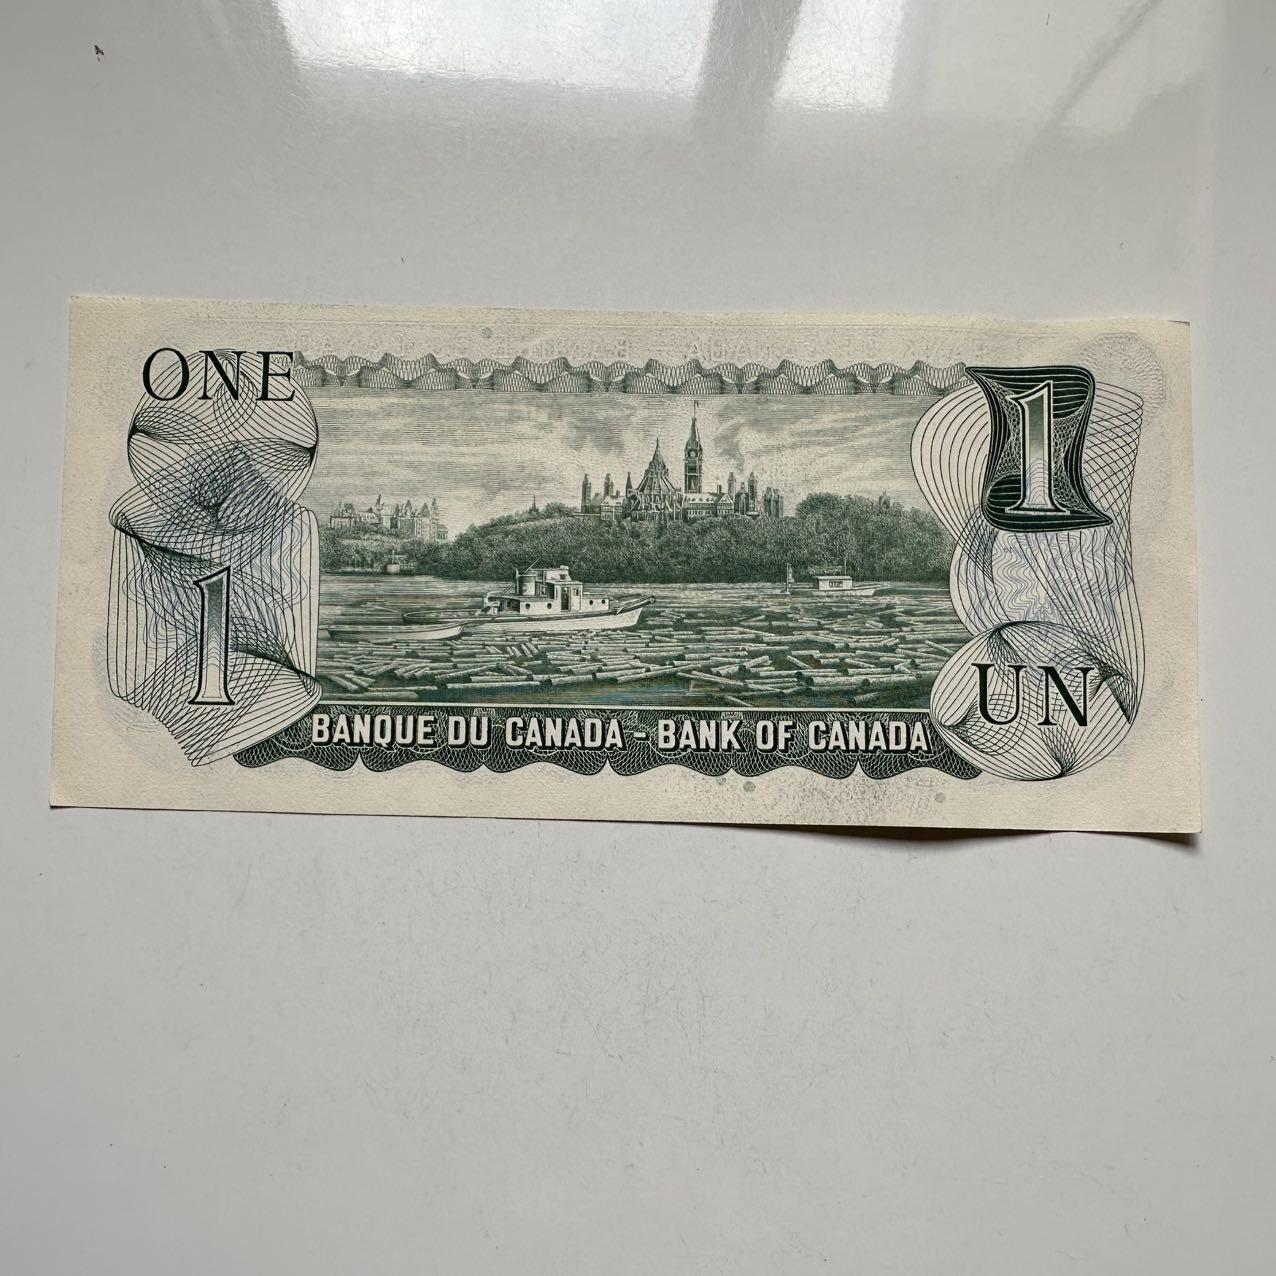 ONE
1
1
UN
BANQUE DU CANADA - BANK OF CANADA